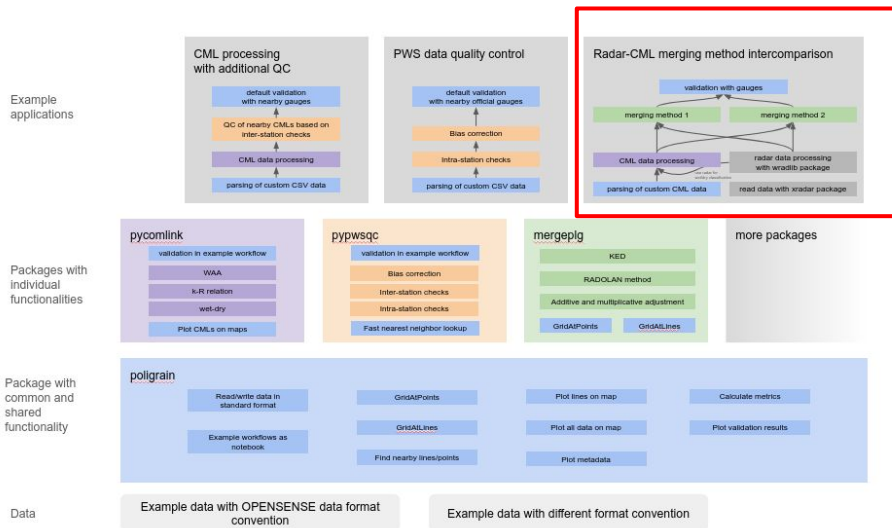 Example
applications
CML processing
with additional QC
default validation
with nearby gauges
QC of nearby CMLs based on
inter-station checks
CML data processing
parsing of custom CSV data
PWS data quality control
default validation
with nearby official gauges
Bias correction
Intra-station checks
parsing of custom CSV data
Radar-CML merging method intercomparison
validation with gauges
merging method 1
merging method 2
CML data processing
radar data processing
with wradlib package
use radar for
parsing of custom CML data
read data with xradar package
Packages with
individual
functionalities
pycomlink
validation in example workflow
WAA
k-R relation
wet-dry
Plot CMLs on maps
pypwsqc
validation in example workflow
Bias correction
Inter-station checks
Intra-station checks
Fast nearest neighbor lookup
mergeplg
KED
RADOLAN method
Additive and multiplicative adjustment
GridAtPoints
GridAtLines
more packages
Package with
common and
shared
functionality
poligrain
Read/write data in
standard format
Example workflows as
notebook
GridAtPoints
GridAtLines
Find nearby lines/points
Plot lines on map
Plot all data on map
Plot metadata
Calculate metrics
Plot validation results
Data
Example data with OPENSENSE data format
convention
Example data with different format convention